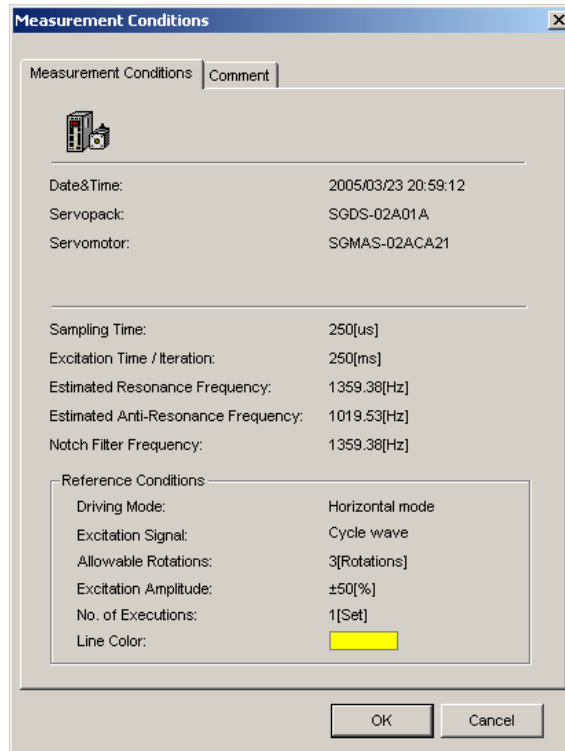 Measurement Conditions
Measurement Conditions Comment
Date&Time: 2005/03/23 20:59:12
Servopack: SGDS-02A01A
Servomotor: SGMAS-02ACA21
Sampling Time: 250[us]
Excitation Time / Iteration: 250[ms]
Estimated Resonance Frequency: 1359.38[Hz]
Estimated Anti-Resonance Frequency: 1019.53[Hz]
Notch Filter Frequency: 1359.38[Hz]
Reference Conditions
Driving Mode: Horizontal mode
Excitation Signal: Cycle wave
Allowable Rotations: 3[Rotations]
Excitation Amplitude: ±50[%]
No. of Executions: 1[Set]
Line Color:
OK Cancel